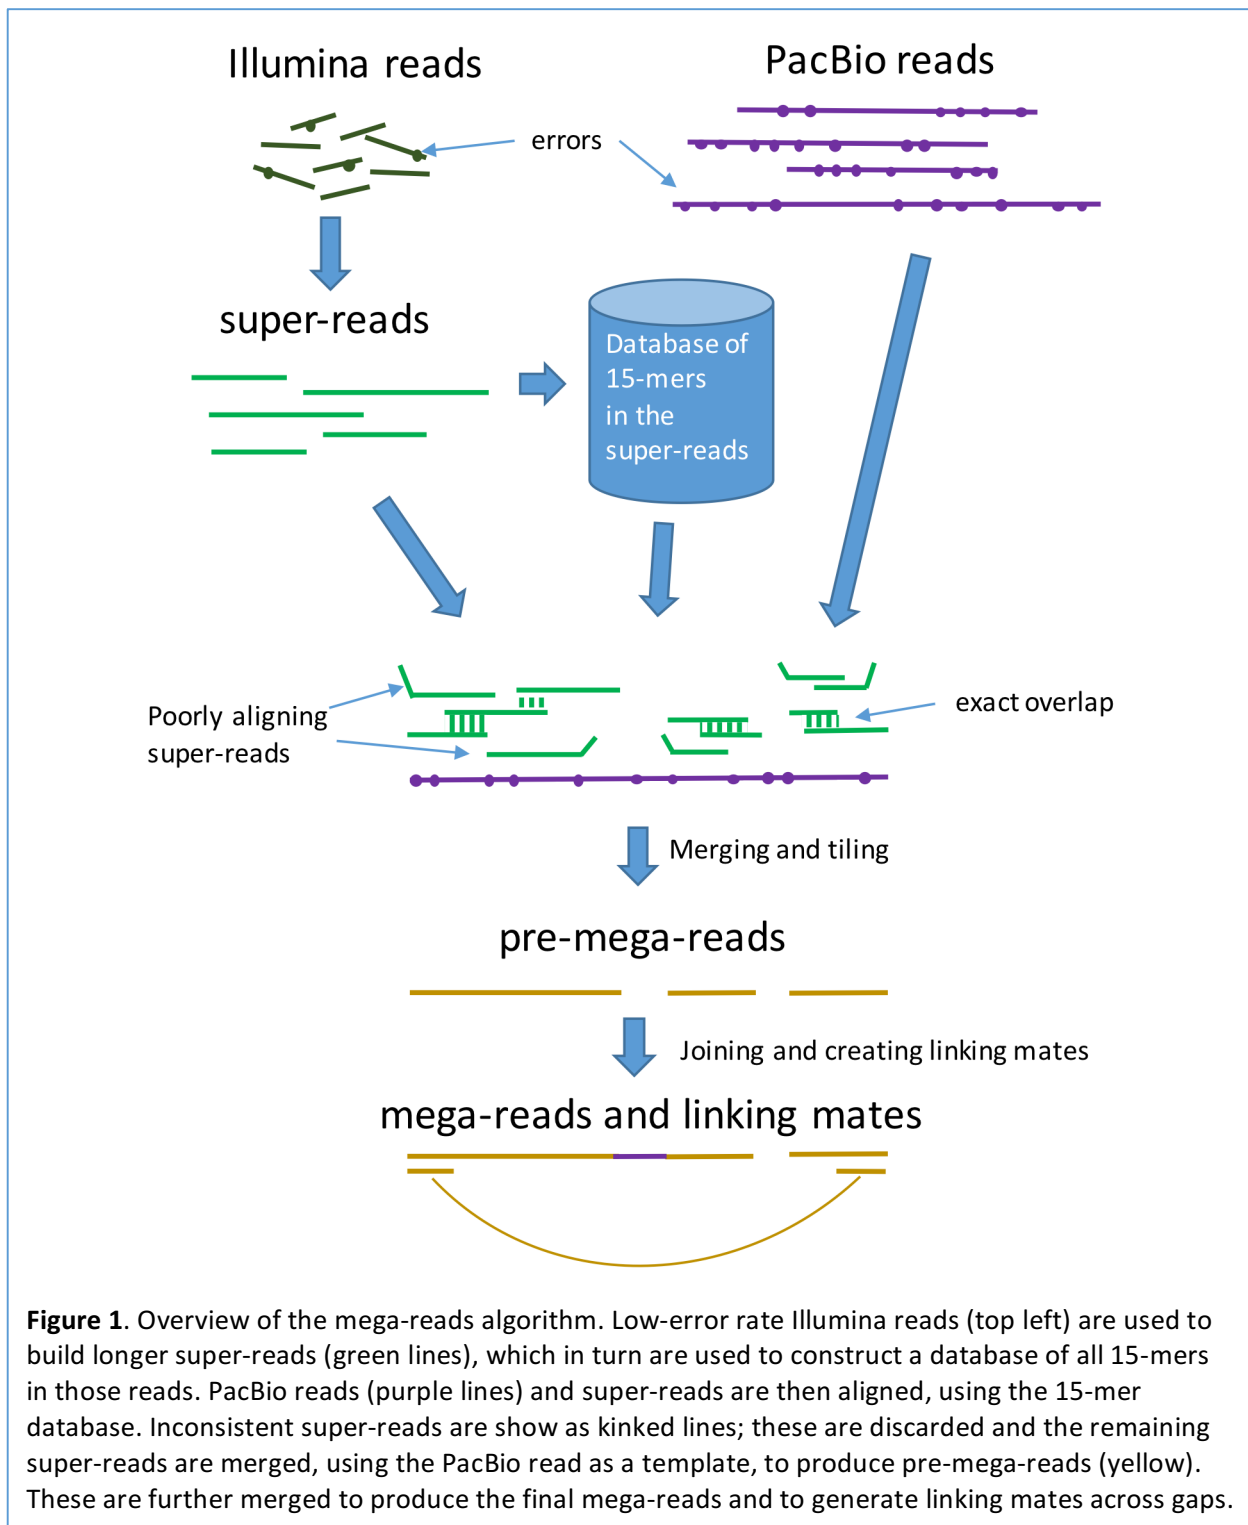 Illumina reads
PacBio reads
errors
super-reads
Database of
15-mers
in the
super-reads
Poorly aligning
super-reads
exact overlap
Merging and tiling
pre-mega-reads
Joining and creating linking mates
mega-reads and linking mates
Figure 1. Overview of the mega-reads algorithm. Low-error rate Illumina reads (top left) are used to
build longer super-reads (green lines), which in turn are used to construct a database of all 15-mers
in those reads. PacBio reads (purple lines) and super-reads are then aligned, using the 15-mer
database. Inconsistent super-reads are show as kinked lines; these are discarded and the remaining
super-reads are merged, using the PacBio read as a template, to produce pre-mega-reads (yellow).
These are further merged to produce the final mega-reads and to generate linking mates across gaps.